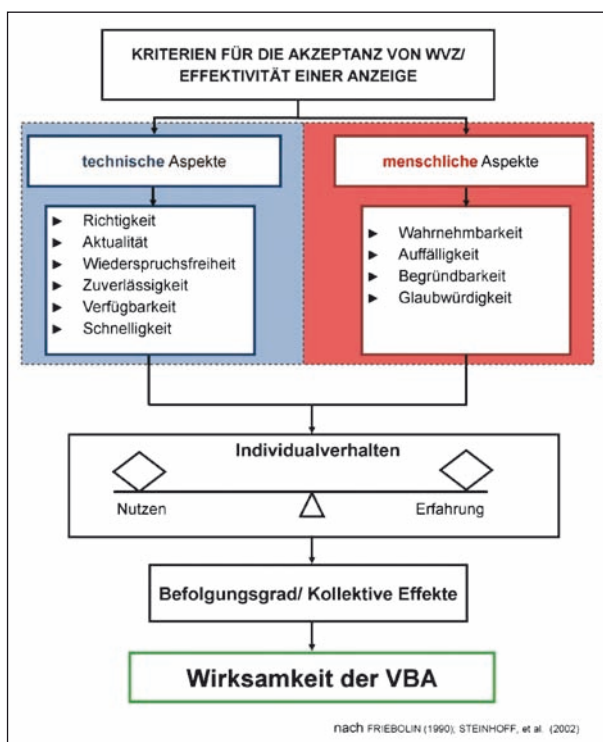 KRITERIEN FÜR DIE AKZEPTANZ VON WVZ/
EFFEKTIVITÄT EINER ANZEIGE
technische Aspekte
► Richtigkeit
► Aktualität
► Wiederspruchsfreiheit
► Zuverlässigkeit
► Verfügbarkeit
► Schnelligkeit
menschliche Aspekte
► Wahrnehmbarkeit
► Auffälligkeit
► Begründbarkeit
► Glaubwürdigkeit
Individualverhalten
Nutzen
Erfahrung
Befolgungsgrad/ Kollektive Effekte
Wirksamkeit der VBA
nach FRIEBOLIN (1990); STEINHOFF, et al. (2002)